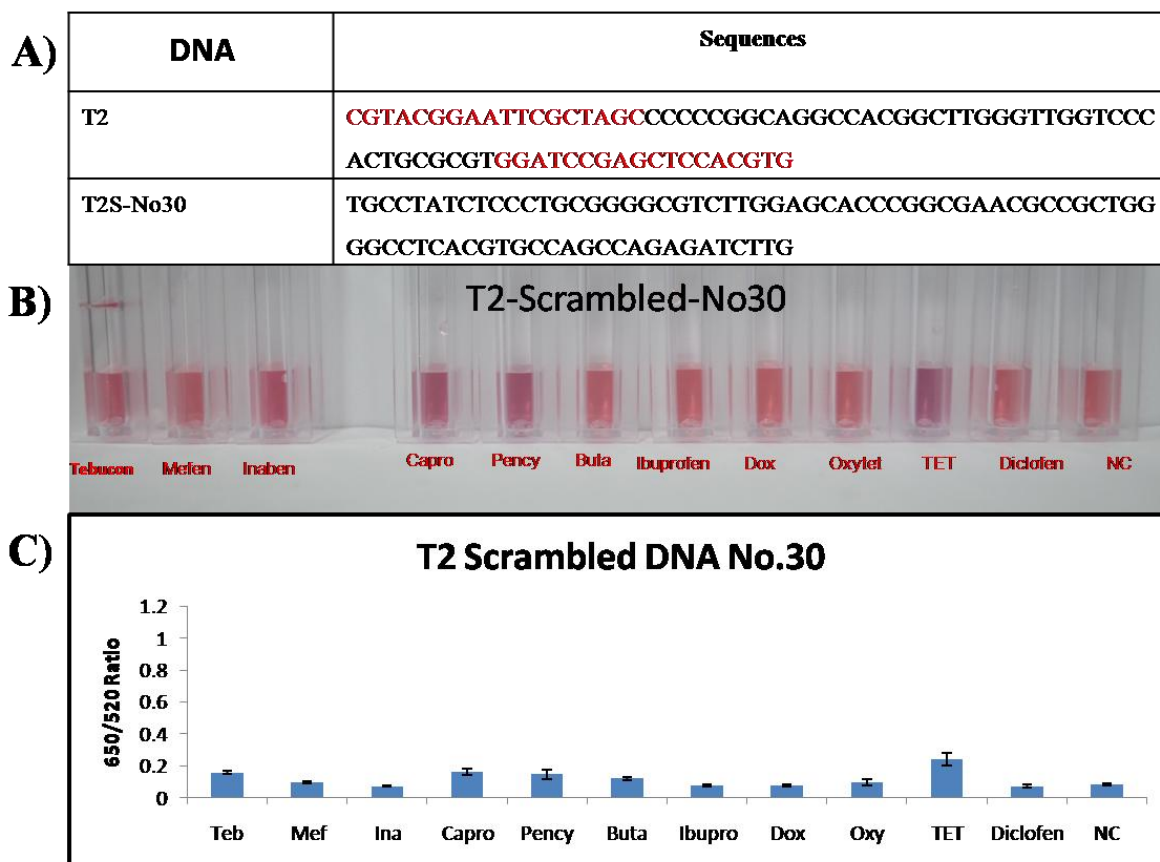 A)
DNA
Sequences
T2
CGTACGGAATTCGCTAGCCCCCCGGCAGGCCACGGCTTGGGTTGGTCCC
ACTGCGCGTGGATCCGAGCTCCACGTG
T2S-No30
TGCCTATCTCCCTGCGGGGCGTCTTGGAGCACCCGGCGAACGCCGCTGG
GGCCTCACGTGCCAGCCAGAGATCTTG
B)
T2-Scrambled-No30
Tebucon Mefen Inaben Capro Pency Buta Ibuprofen Dox Oxytet TET Diclofen NC
C)
T2 Scrambled DNA No.30
650/520 Ratio
1.2
1
0.8
0.6
0.4
0.2
0
Teb Mef Ina Capro Pency Buta Ibupro Dox Oxy TET Diclofen NC